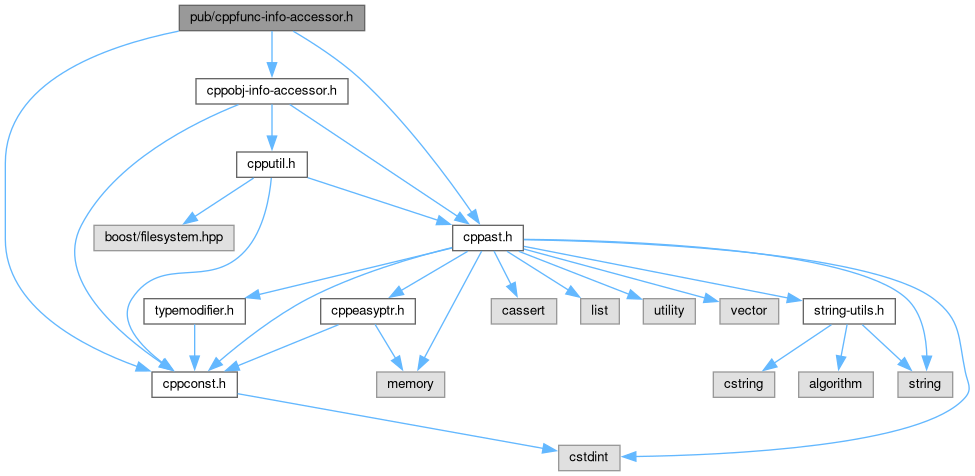 pub/cppfunc-info-accessor.h
cppobj-info-accessor.h
cpputil.h
boost/filesystem.hpp
cppast.h
typemodifier.h
cppeasyptr.h
cassert
list
utility
vector
string-utils.h
cppconst.h
memory
cstring
algorithm
string
cstdint